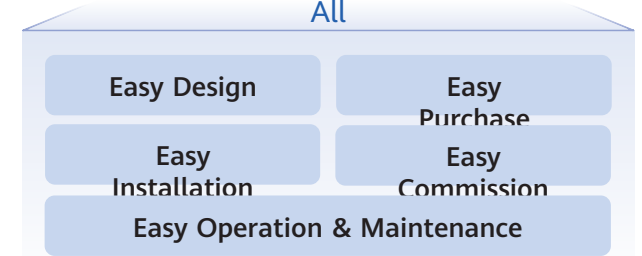 All
Easy Design
Easy
Purchase
Easy
Installation
Easy
Commission
Easy Operation & Maintenance